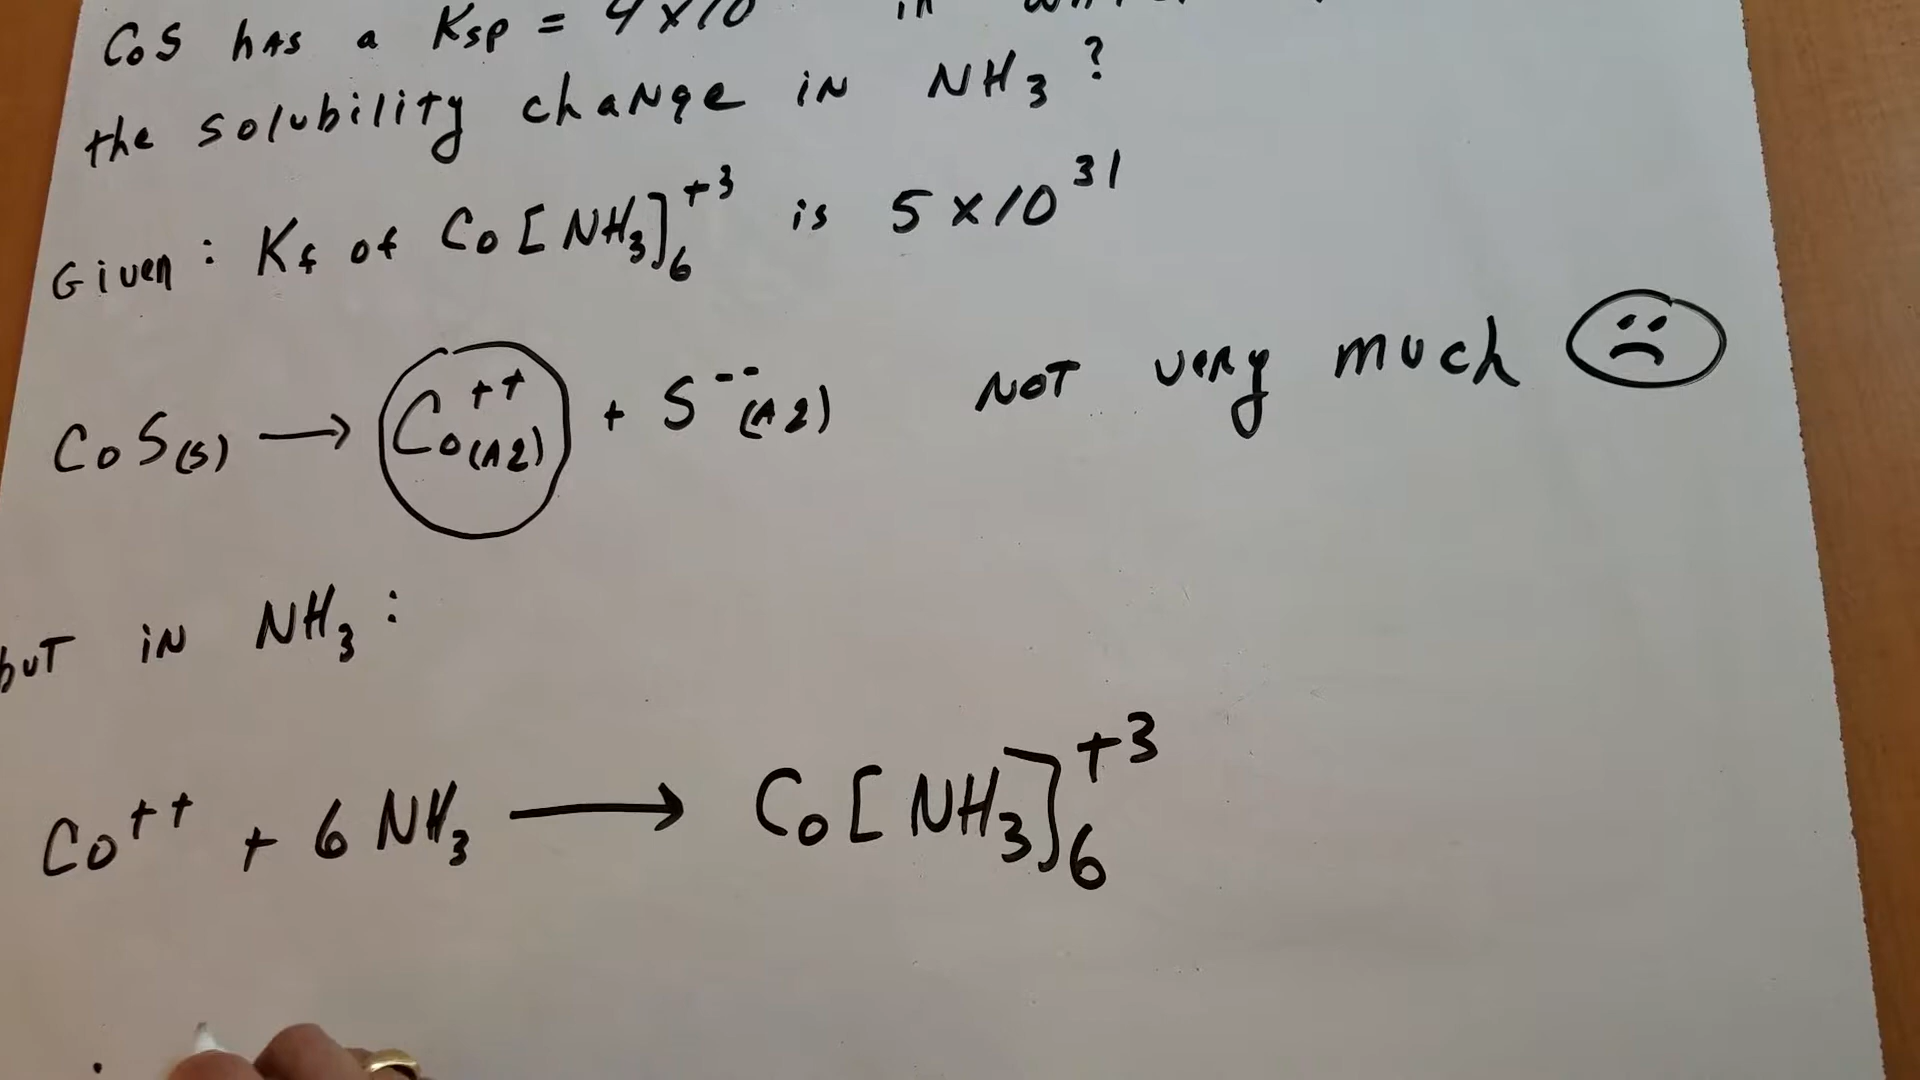 CoS has a Ksp = 4 x 10 in
the solubility change in NH3 ?
Given : Kf of Co[NH3]6+3 is 5 x 10 31
CoS(s) → Co++(AQ) + S--(AQ) NOT very much
but in NH3 :
Co++ + 6 NH3 → Co[NH3]6+3